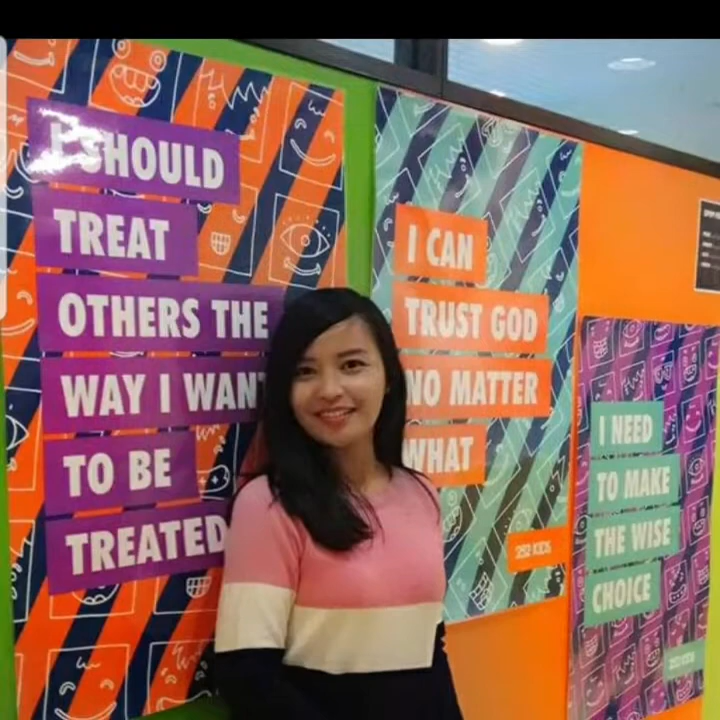 I SHOULD
TREAT
OTHERS THE
WAY I WANT
TO BE
TREATED
I CAN
TRUST GOD
NO MATTER
WHAT
252 KIDS
I NEED
TO MAKE
THE WISE
CHOICE
252 KIDS